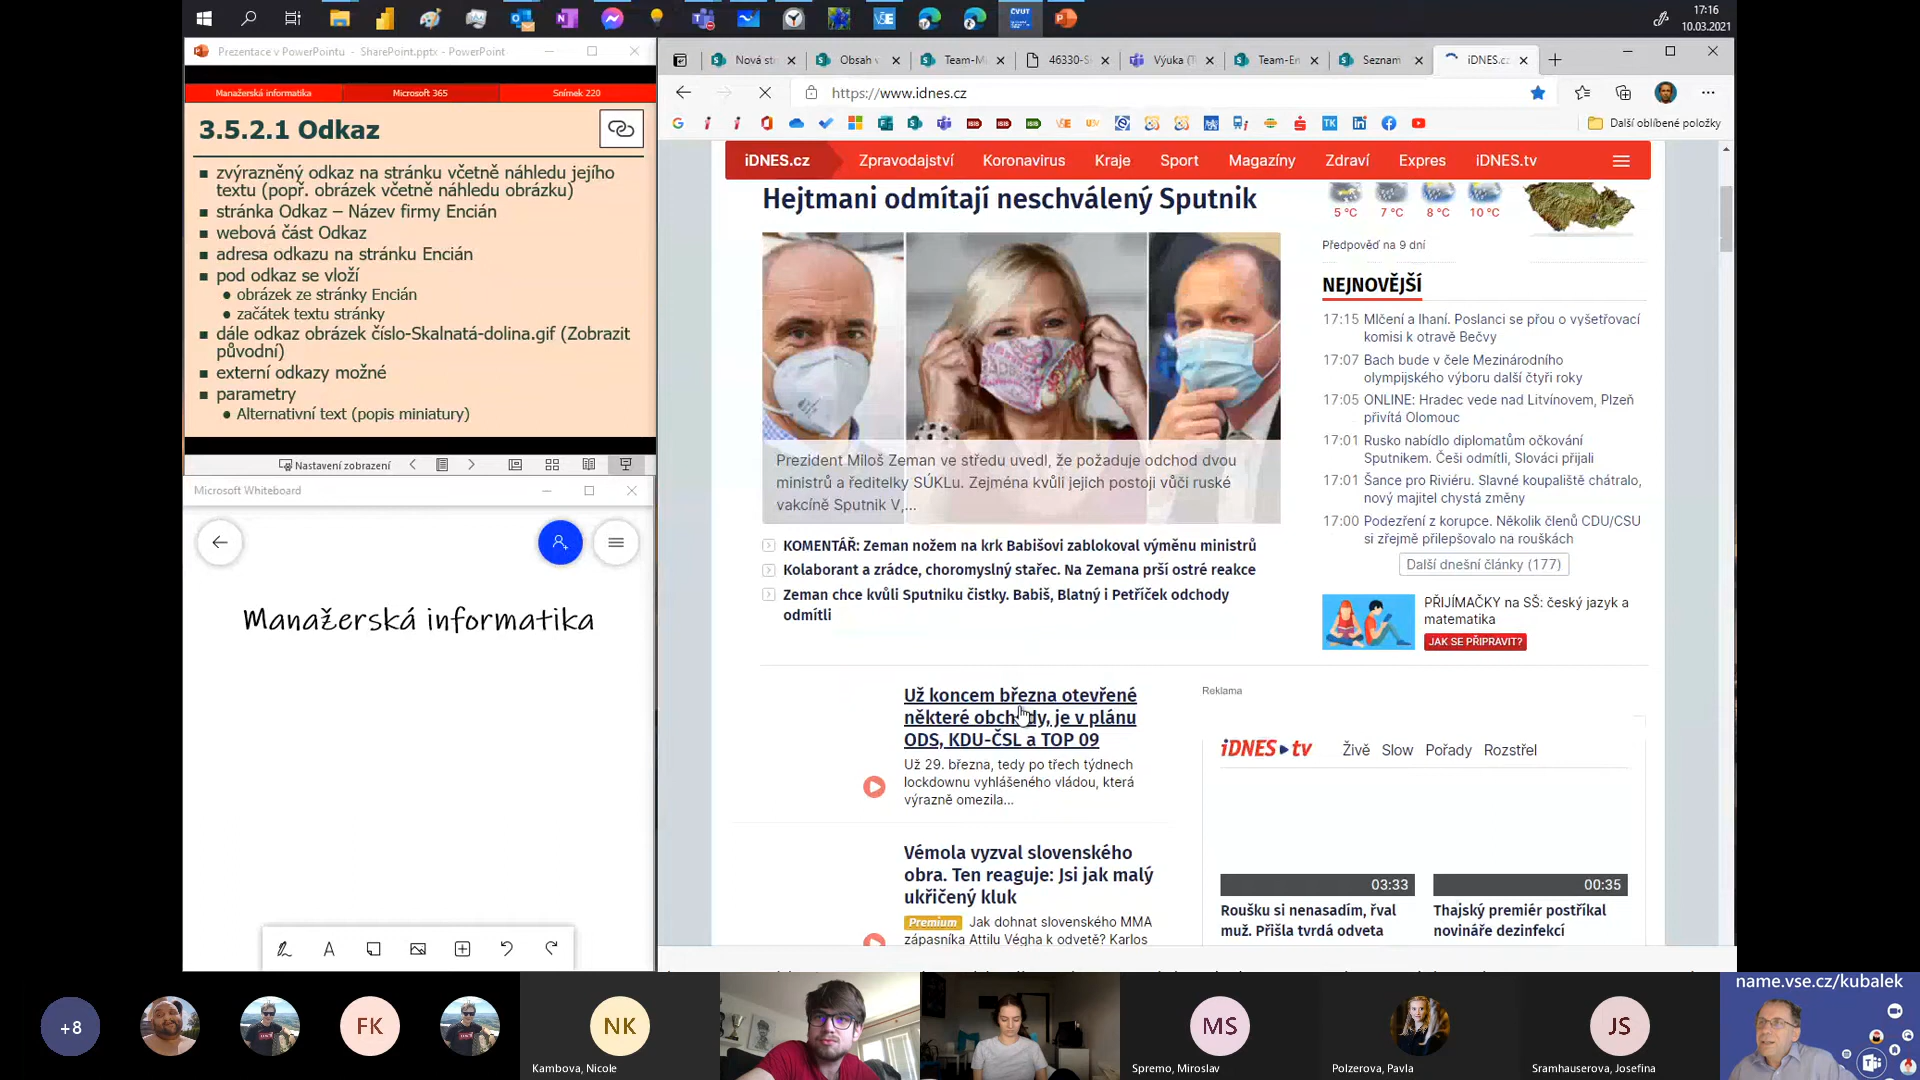 17:16
10.03.2021
Prezentace v PowerPointu - SharePoint.pptx - PowerPoint
Manažerská informatika
Microsoft 365
Snímek 220
3.5.2.1 Odkaz
zvýrazněný odkaz na stránku včetně náhledu jejího
textu (popř. obrázek včetně náhledu obrázku)
stránka Odkaz – Název firmy Encián
webová část Odkaz
adresa odkazu na stránku Encián
pod odkaz se vloží
obrázek ze stránky Encián
začátek textu stránky
dále odkaz obrázek číslo-Skalnatá-dolina.gif (Zobrazit
původní)
externí odkazy možné
parametry
Alternativní text (popis miniatury)
Nastavení zobrazení
Microsoft Whiteboard
Manažerská informatika
Nová st
Obsah
Team-M
46330-S
Výuka (T
Team-En
Seznam
iDNES.cz
https://www.idnes.cz
Další oblíbené položky
iDNES.cz
Zpravodajství
Koronavirus
Kraje
Sport
Magazíny
Zdraví
Expres
iDNES.tv
Hejtmani odmítají neschválený Sputnik
Prezident Miloš Zeman ve středu uvedl, že požaduje odchod dvou
ministrů a ředitelky SÚKLu. Zejména kvůli jejich postoji vůči ruské
vakcíně Sputnik V,...
KOMENTÁŘ: Zeman nožem na krk Babišovi zablokoval výměnu ministrů
Kolaborant a zrádce, choromyslný stařec. Na Zemana prší ostré reakce
Zeman chce kvůli Sputniku čistky. Babiš, Blatný i Petříček odchody
odmítli
5 °C
7 °C
8 °C
10 °C
Předpověď na 9 dní
NEJNOVĚJŠÍ
17:15 Mlčení a lhaní. Poslanci se přou o vyšetřovací
komisi k otravě Bečvy
17:07 Bach bude v čele Mezinárodního
olympijského výboru další čtyři roky
17:05 ONLINE: Hradec vede nad Litvínovem, Plzeň
přivítá Olomouc
17:01 Rusko nabídlo diplomatům očkování
Sputnikem. Češi odmítli, Slováci přijali
17:01 Šance pro Riviéru. Slavné koupaliště chátralo,
nový majitel chystá změny
17:00 Podezření z korupce. Několik členů CDU/CSU
si zřejmě přilepšovalo na rouškách
Další dnešní články (177)
PŘIJÍMAČKY na SŠ: český jazyk a
matematika
JAK SE PŘIPRAVIT?
Už koncem března otevřené
některé obchody, je v plánu
ODS, KDU-ČSL a TOP 09
Už 29. března, tedy po třech týdnech
lockdownu vyhlášeného vládou, která
výrazně omezila...
Vémola vyzval slovenského
obra. Ten reaguje: Jsi jak malý
ukřičený kluk
Premium Jak dohnat slovenského MMA
zápasníka Attilu Végha k odvetě? Karlos
Reklama
iDNES tv
Živě
Slow
Pořady
Rozstřel
03:33
00:35
Roušku si nenasadím, řval
muž. Přišla tvrdá odveta
Thajský premiér postříkal
novináře dezinfekcí
+8
FK
NK
Kambova, Nicole
MS
Spremo, Miroslav
Polzerova, Pavla
JS
Sramhauserova, Josefina
name.vse.cz/kubalek